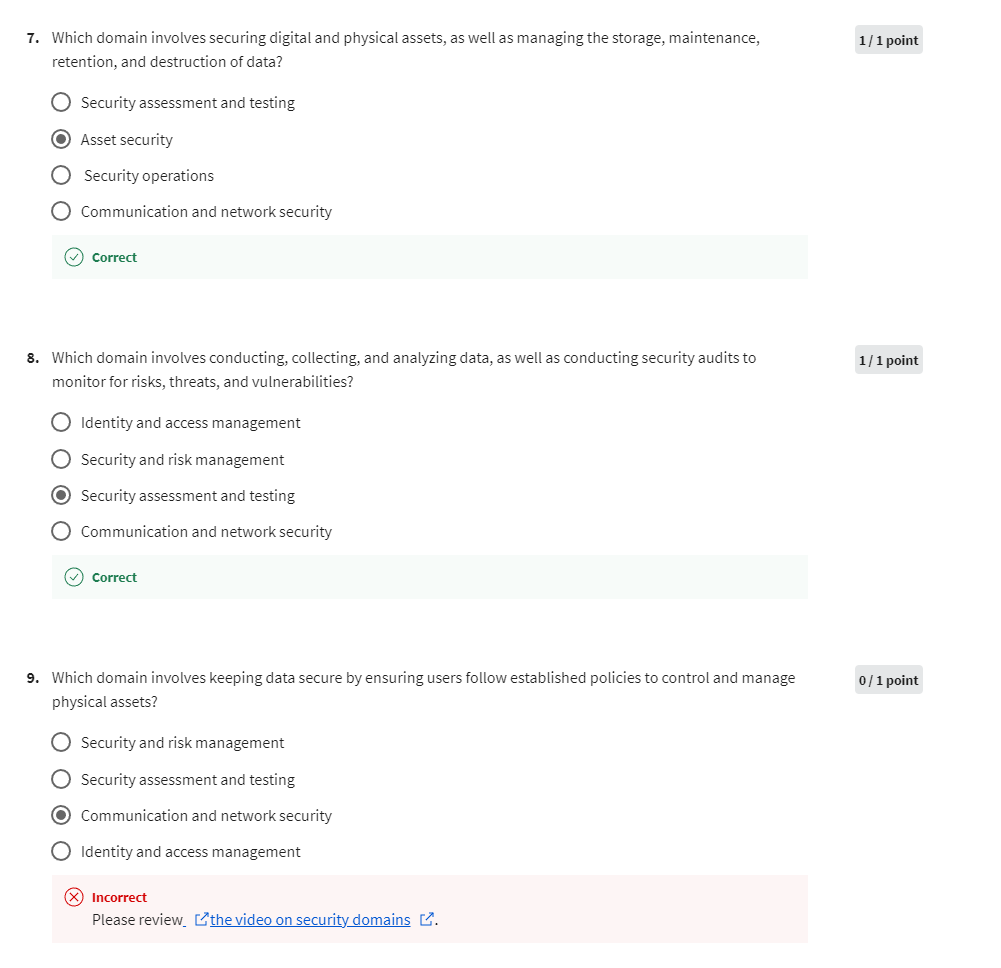 7. Which domain involves securing digital and physical assets, as well as managing the storage, maintenance,
1 / 1 point
retention, and destruction of data?
Security assessment and testing
Asset security
Security operations
Communication and network security
Correct
8. Which domain involves conducting, collecting, and analyzing data, as well as conducting security audits to
1 / 1 point
monitor for risks, threats, and vulnerabilities?
Identity and access management
Security and risk management
Security assessment and testing
Communication and network security
Correct
9. Which domain involves keeping data secure by ensuring users follow established policies to control and manage
0 / 1 point
physical assets?
Security and risk management
Security assessment and testing
Communication and network security
Identity and access management
Incorrect
Please review the video on security domains.